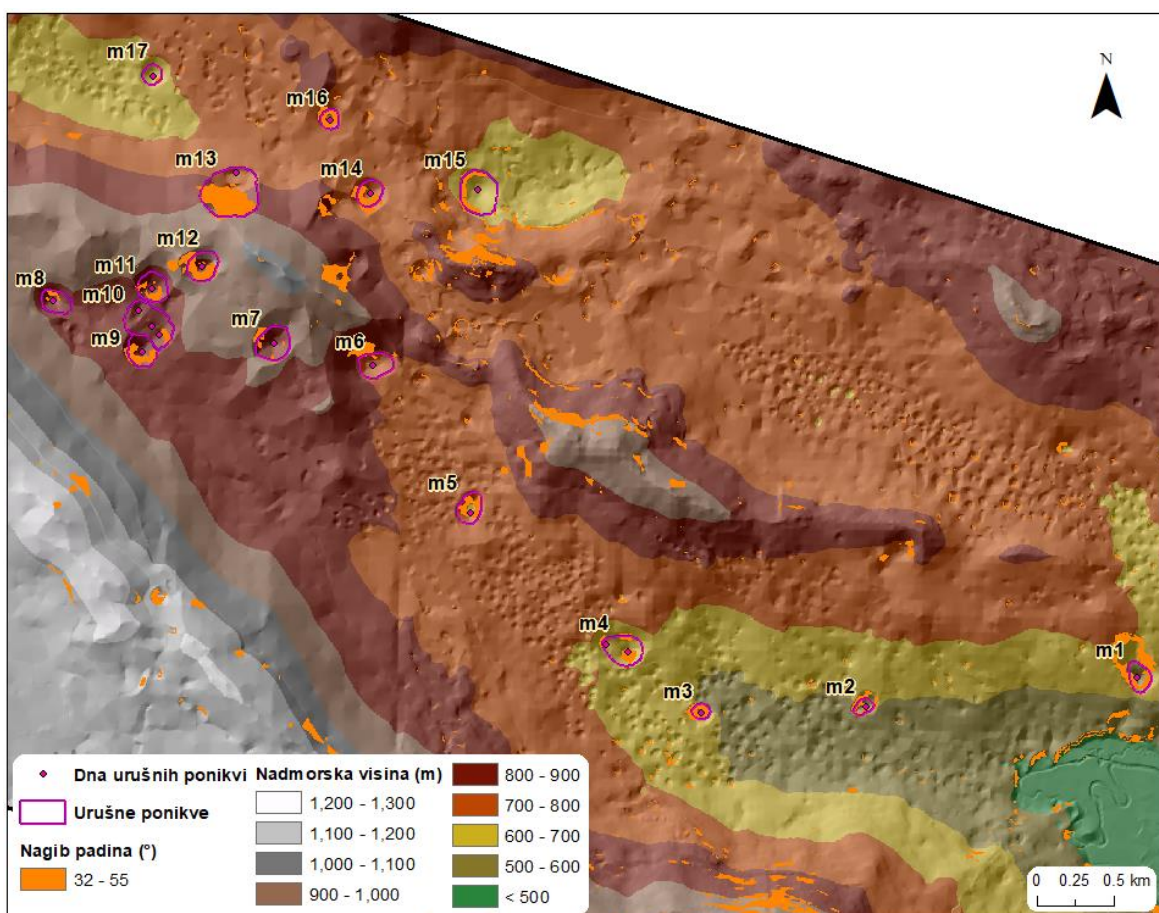 N
m17
m16
m13
m14
m15
m12
m11
m8
m10
m9
m7
m6
m5
m4
m3
m2
m1
Dna urušnih ponikvi
Urušne ponikve
Nagib padina (°)
32 - 55
Nadmorska visina (m)
1,200 - 1,300
1,100 - 1,200
1,000 - 1,100
900 - 1,000
800 - 900
700 - 800
600 - 700
500 - 600
< 500
0 0.25 0.5 km